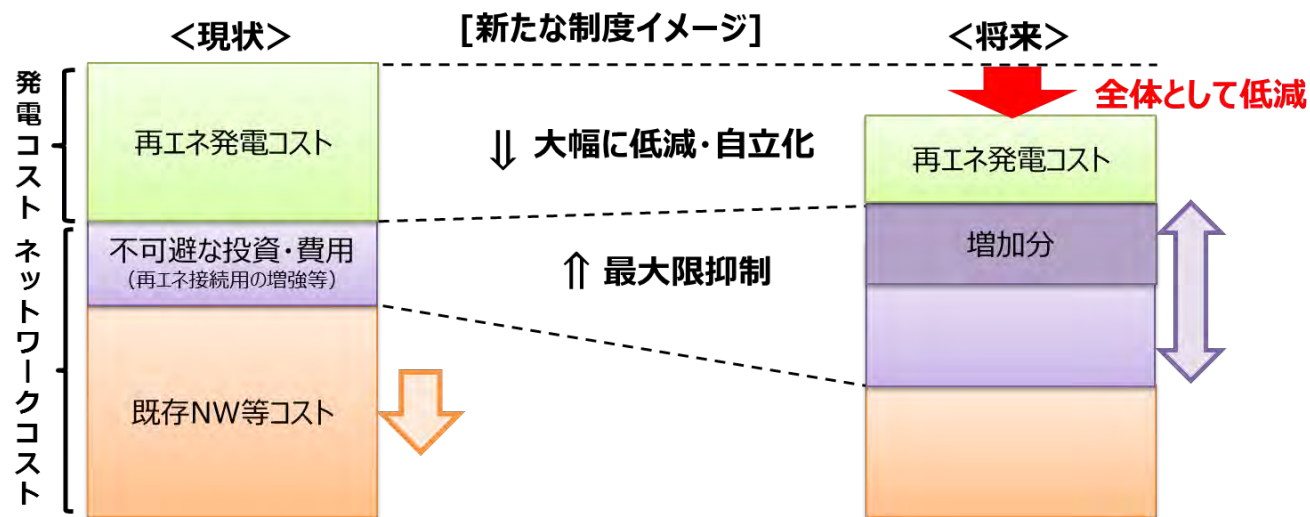 [新たな制度イメージ]
<現状>
<将来>
発電コスト
ネットワークコスト
再エネ発電コスト
不可避な投資・費用
(再エネ接続用の増強等)
既存NW等コスト
⇓ 大幅に低減・自立化
⇑ 最大限抑制
全体として低減
再エネ発電コスト
増加分